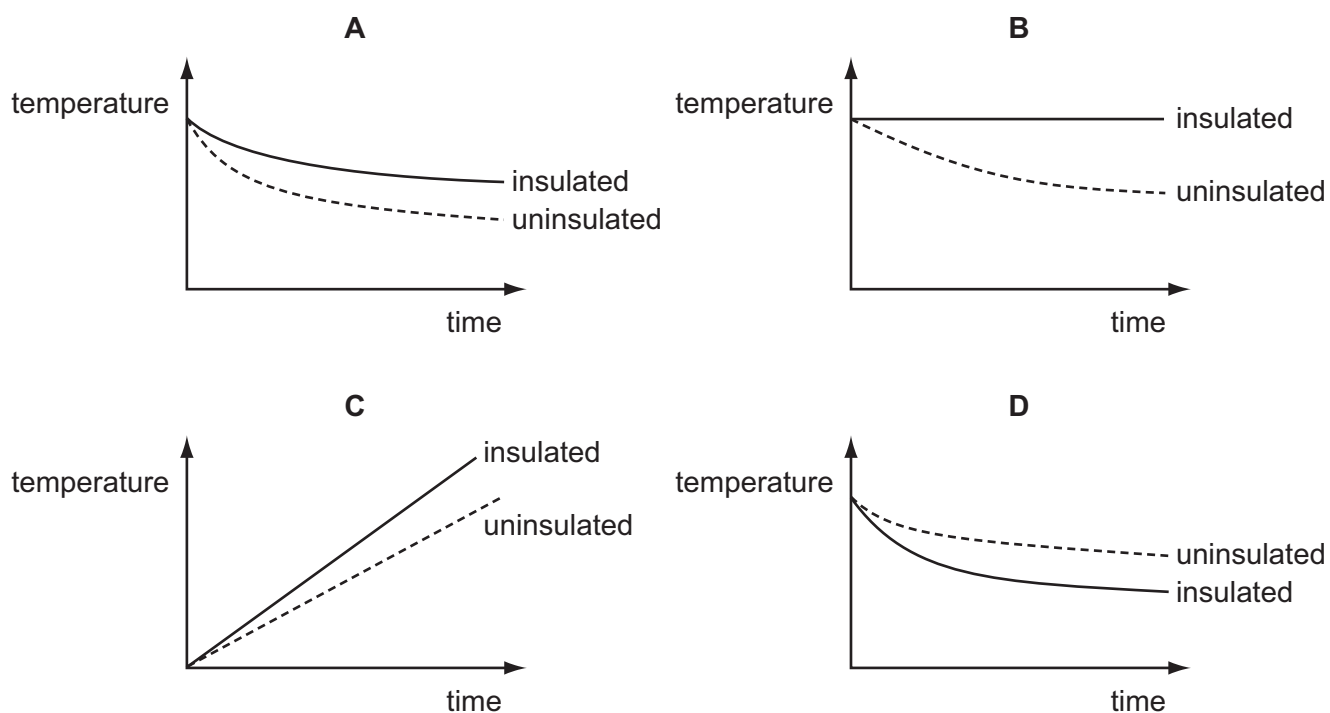 A
temperature
insulated
uninsulated
time
B
temperature
insulated
uninsulated
time
C
temperature
insulated
uninsulated
time
D
temperature
uninsulated
insulated
time